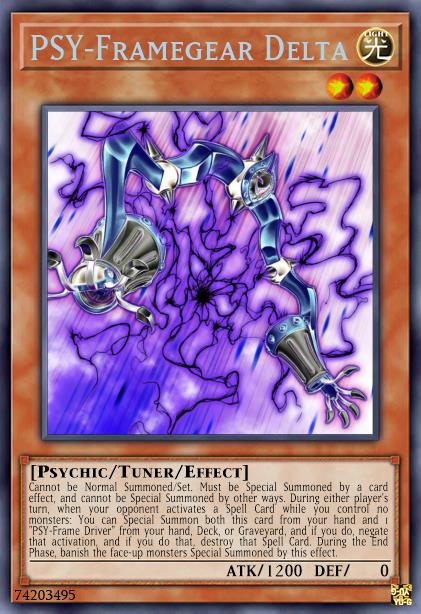 PSY-Framegear Delta
LIGHT
光
[Psychic/Tuner/Effect]
Cannot be Normal Summoned/Set. Must be Special Summoned by a card
effect, and cannot be Special Summoned by other ways. During either player's
turn, when your opponent activates a Spell Card while you control no
monsters: You can Special Summon both this card from your hand and 1
"PSY-Frame Driver" from your hand, Deck, or Graveyard, and if you do, negate
that activation, and if you do that, destroy that Spell Card. During the End
Phase, banish the face-up monsters Special Summoned by this effect.
ATK/1200 DEF/ 0
74203495